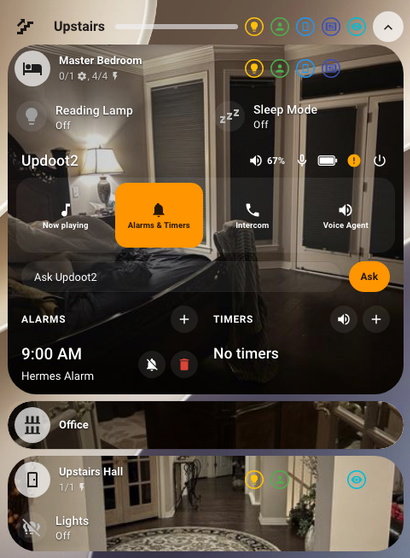 Upstairs
Master Bedroom
0/1 , 4/4
Reading Lamp
Off
zzz
Sleep Mode
Off
Updoot2
67%
Now playing
Alarms & Timers
Intercom
Voice Agent
Ask Updoot2
Ask
ALARMS
TIMERS
9:00 AM
Hermes Alarm
No timers
Office
Upstairs Hall
1/1
Lights
Off